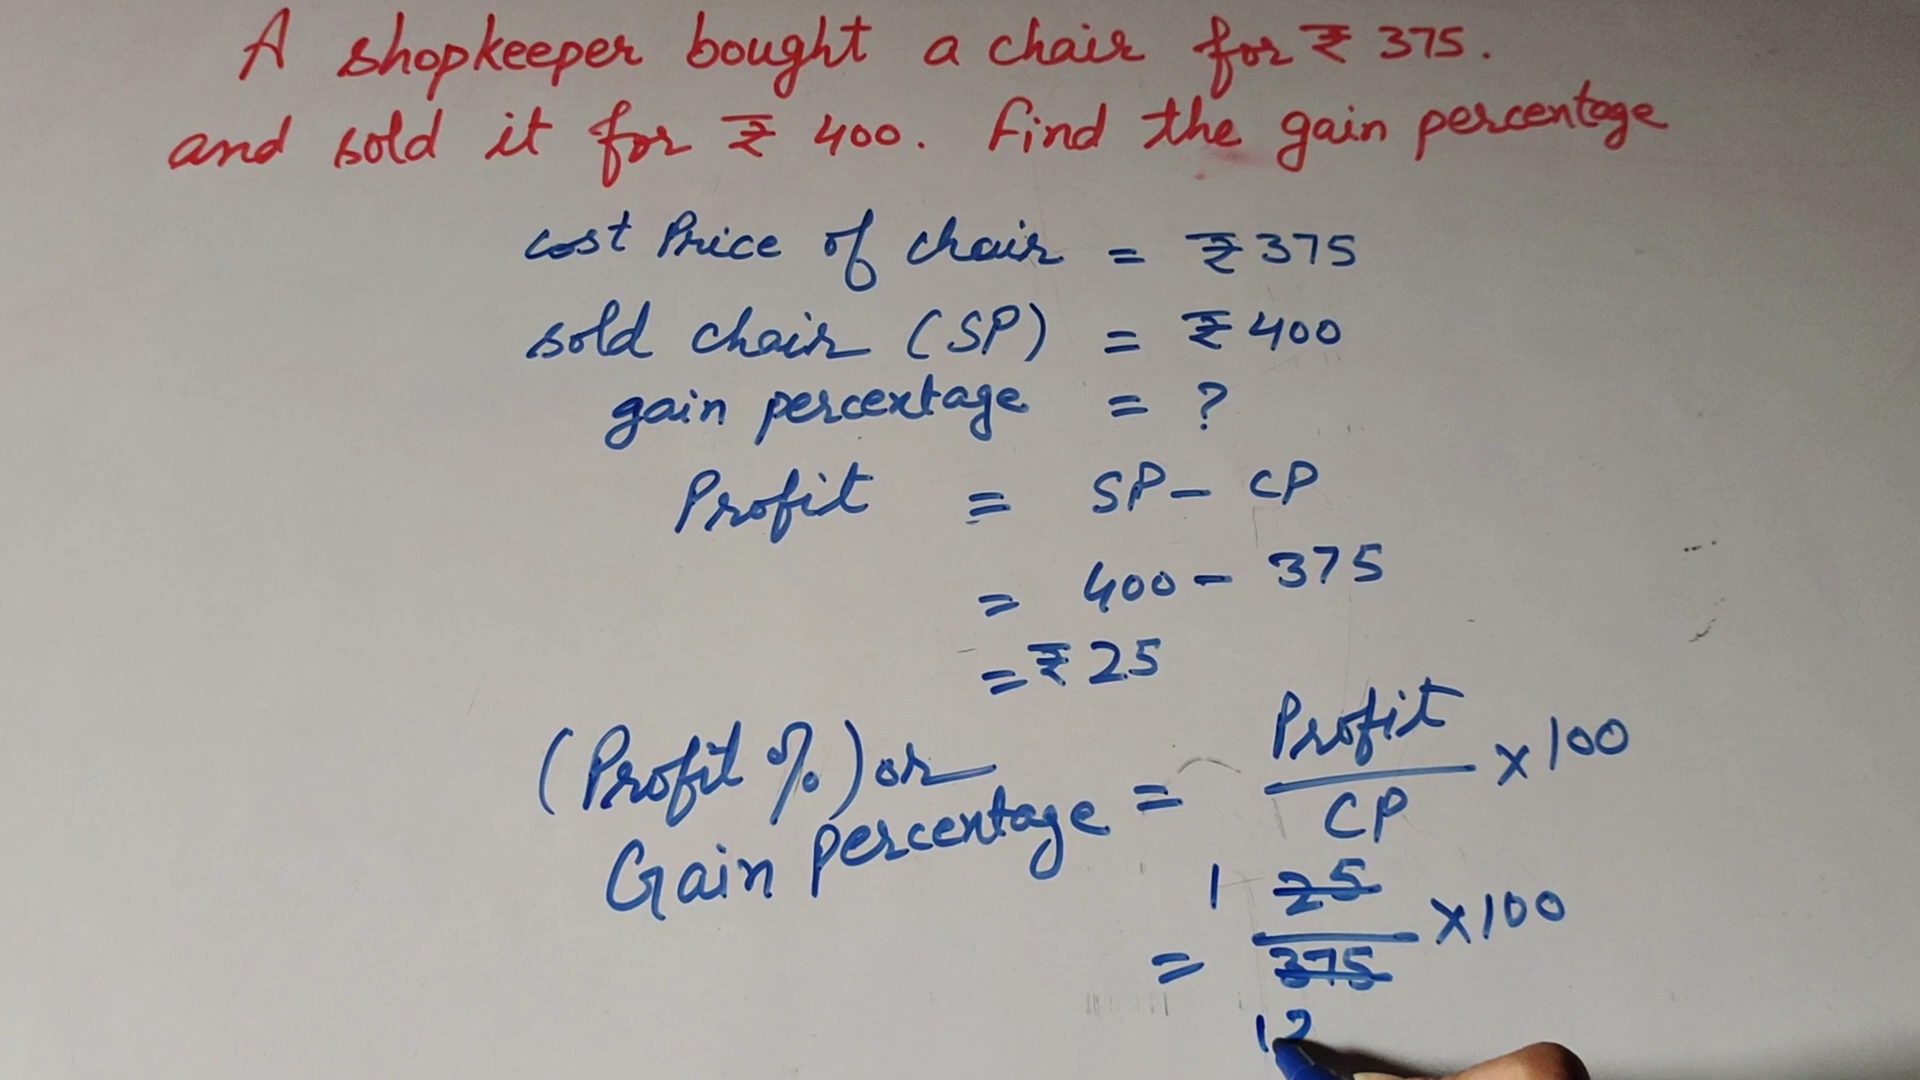 A shopkeeper bought a chair for ₹ 375.
and sold it for ₹ 400. Find the gain percentage
cost Price of chair = ₹ 375
sold chair (SP) = ₹ 400
gain percentage = ?
Profit = SP - CP
= 400 - 375
= ₹ 25
(Profit %) or
Gain percentage = Profit / CP × 100
= 1 25 / 375 × 100